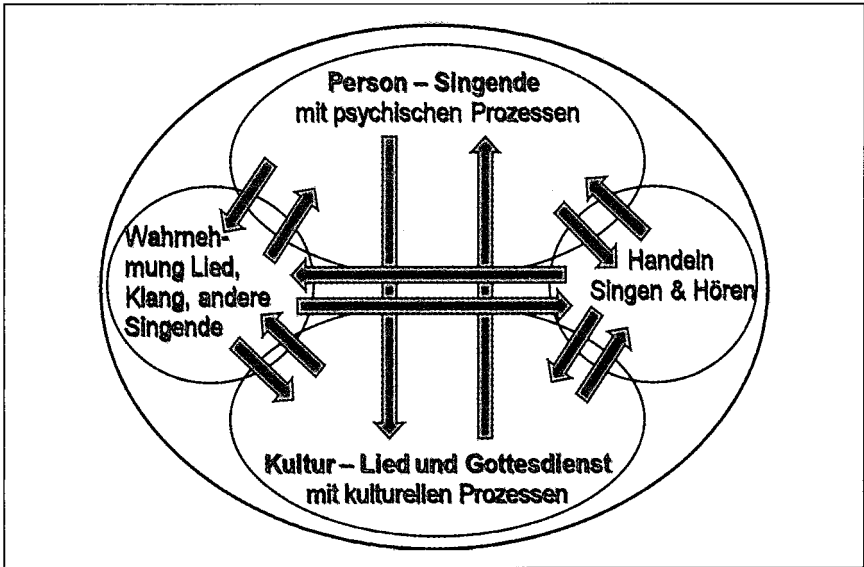 Person – Singende
mit psychischen Prozessen
Wahrneh-
mung Lied,
Klang, andere
Singende
Handeln
Singen & Hören
Kultur – Lied und Gottesdienst
mit kulturellen Prozessen